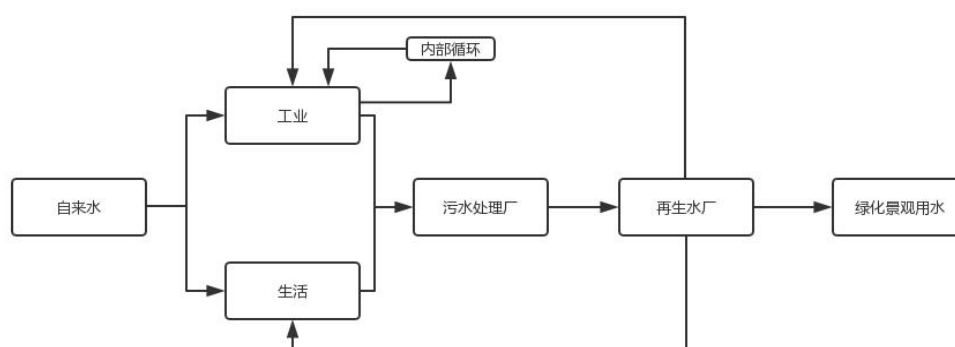 内部循环
工业
自来水
污水处理厂
再生水厂
绿化景观用水
生活